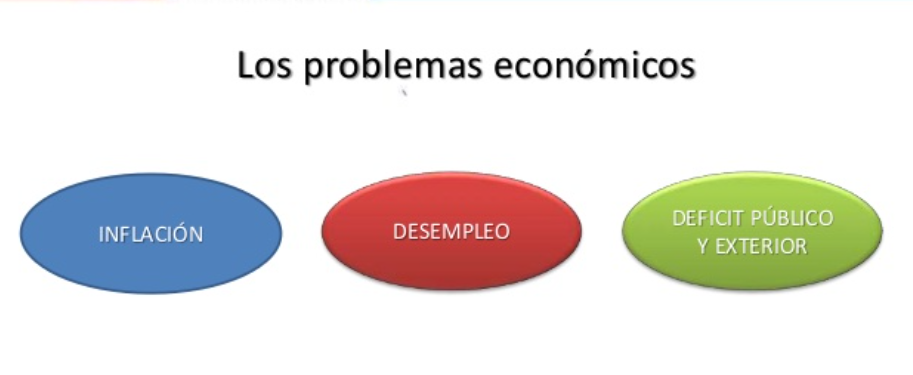 Los problemas económicos
INFLACIÓN
DESEMPLEO
DEFICIT PÚBLICO
Y EXTERIOR